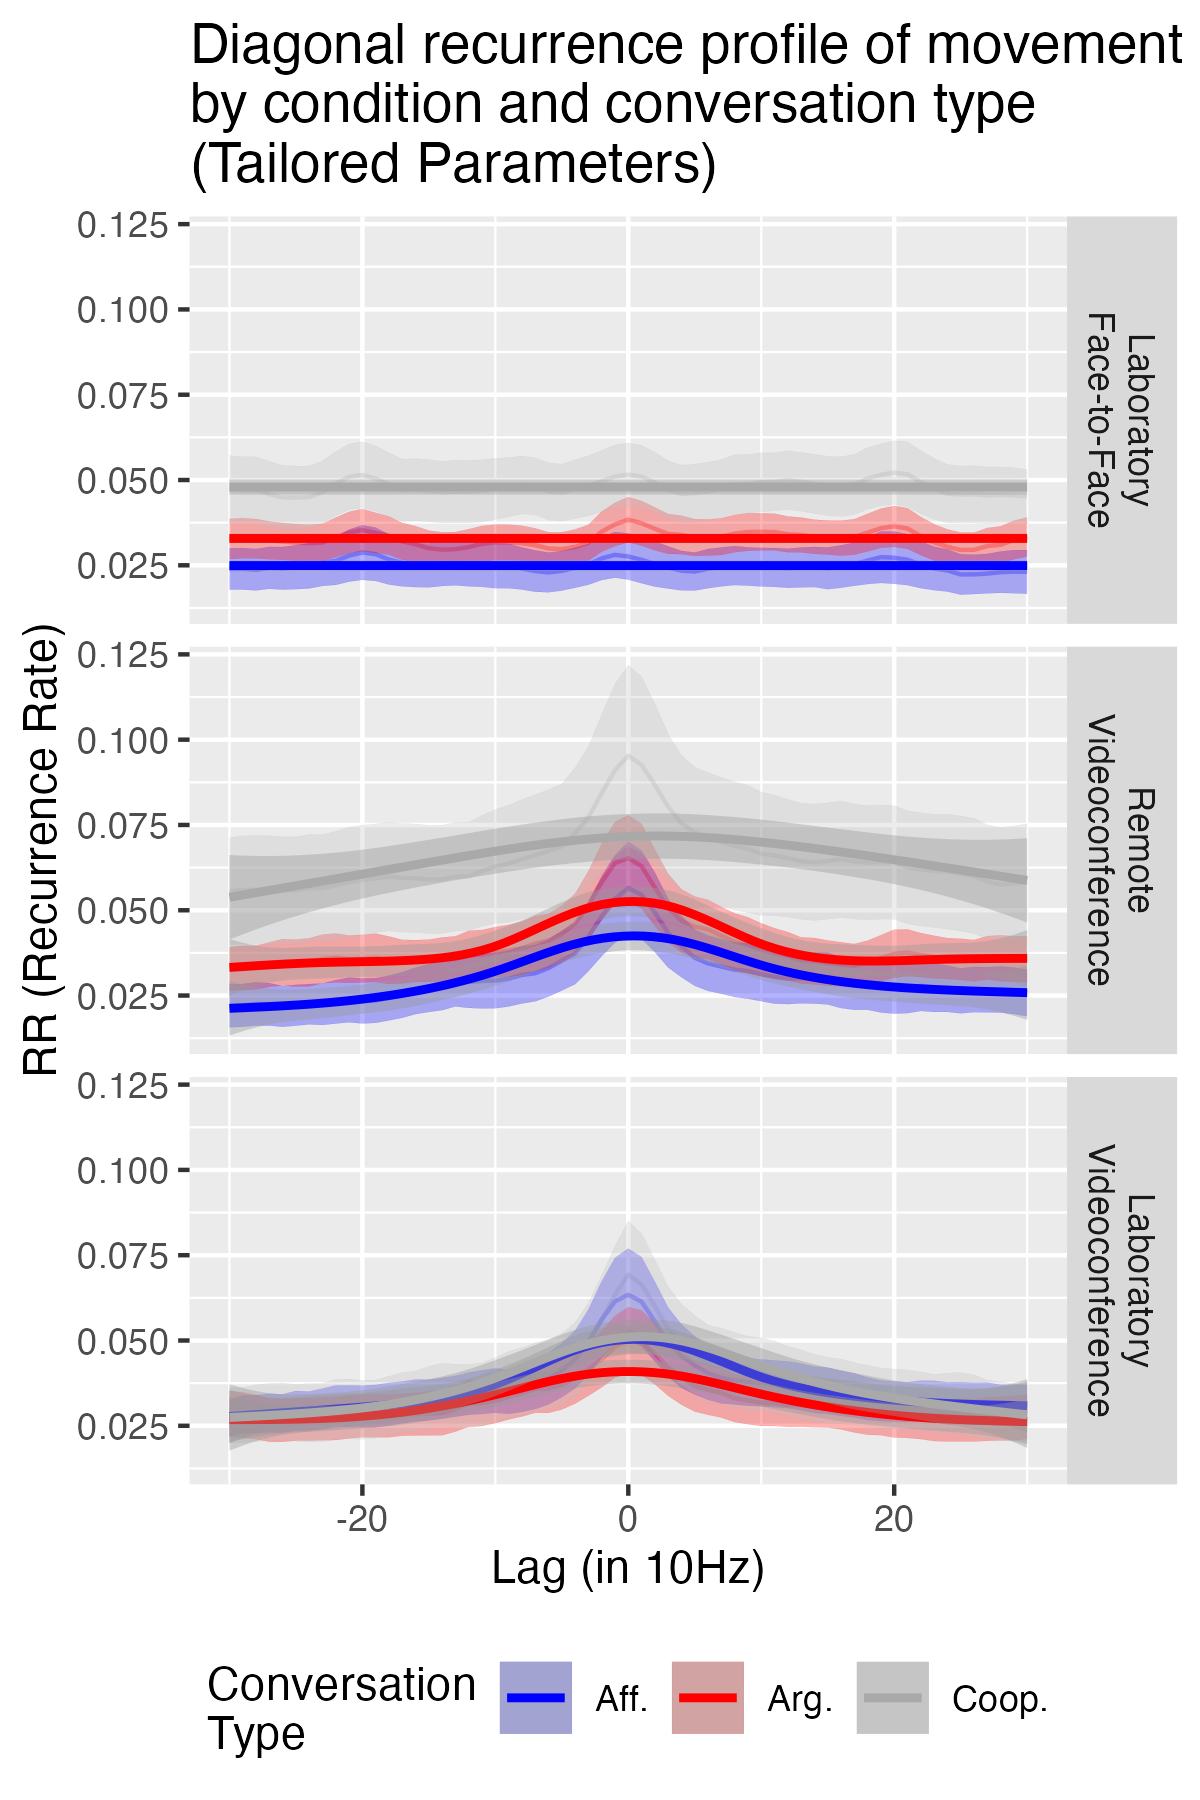 Diagonal recurrence profile of movement
by condition and conversation type
(Tailored Parameters)
RR (Recurrence Rate)
0.125
0.100
0.075
0.050
0.025
Laboratory
Face-to-Face
0.125
0.100
0.075
0.050
0.025
Remote
Videoconference
0.125
0.100
0.075
0.050
0.025
Laboratory
Videoconference
-20 0 20
Lag (in 10Hz)
Conversation
Type
Aff. Arg. Coop.